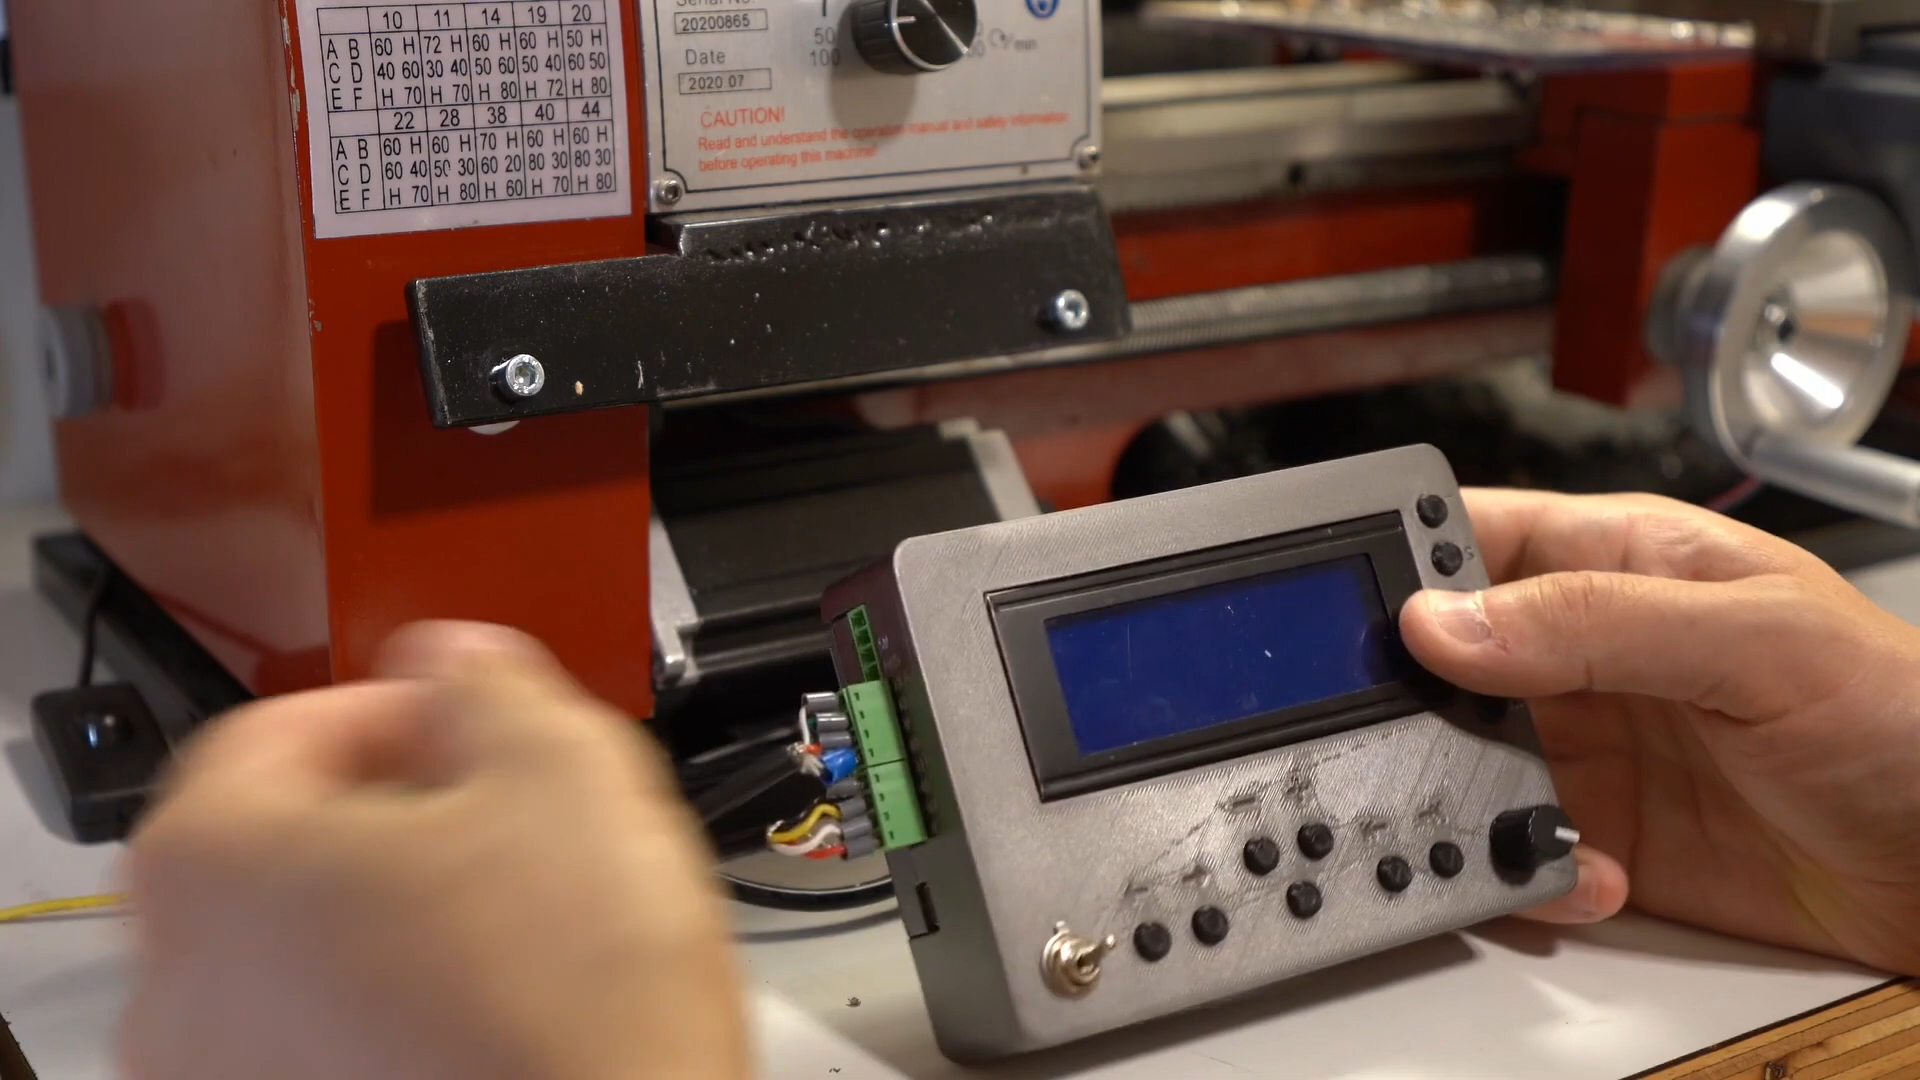 10 11 14 19 20
A B 60 H 72 H 60 H 60 H 50 H
C D 40 60 30 40 50 60 50 40 60 50
E F H 70 H 70 H 80 H 72 H 80
22 28 38 40 44
A B 60 H 60 H 70 H 60 H 60 H
C D 60 40 50 30 60 20 80 30 80 30
E F H 70 H 80 H 60 H 70 H 80
Serial No.
20200865
Date
2020 07
50
100
/min
CAUTION!
Read and understand the operation manual and safety information
before operating this machine!
S